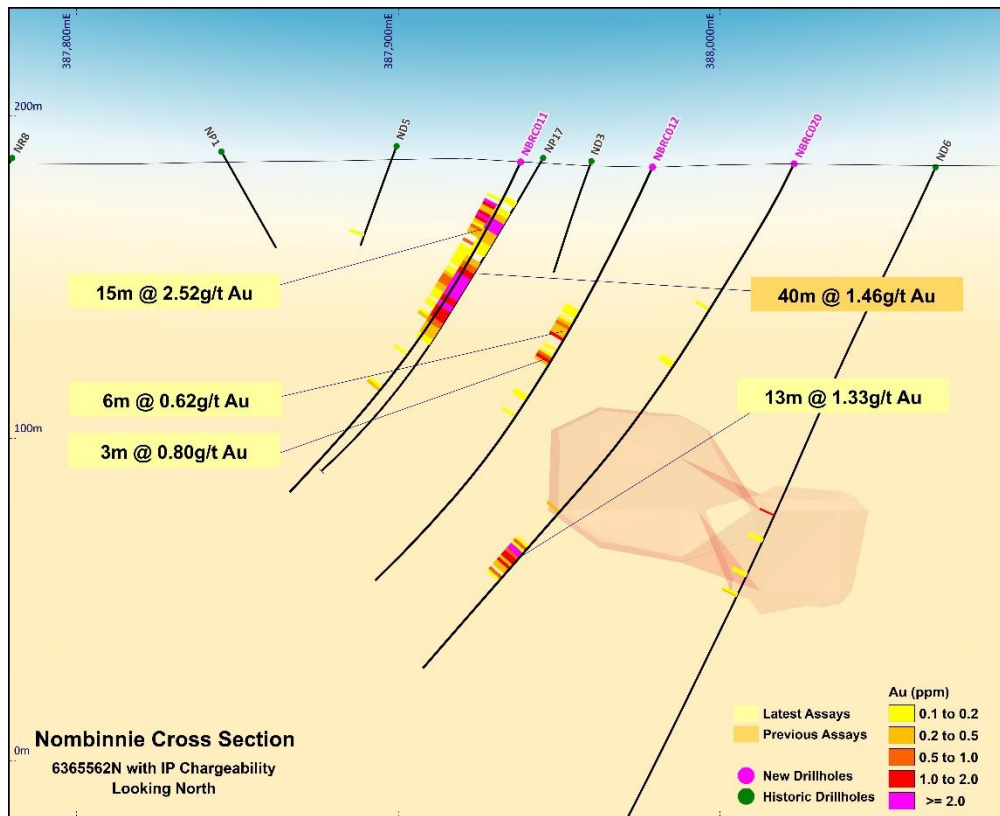 387,800mE
387,900mE
388,000mE
200m
NR8
NP1
ND5
NBRC011
NP17
ND3
NBRC012
NBRC020
ND6
15m @ 2.52g/t Au
40m @ 1.46g/t Au
6m @ 0.62g/t Au
13m @ 1.33g/t Au
3m @ 0.80g/t Au
100m
0m
Nombinnie Cross Section
6365562N with IP Chargeability
Looking North
Latest Assays
Previous Assays
New Drillholes
Historic Drillholes
Au (ppm)
0.1 to 0.2
0.2 to 0.5
0.5 to 1.0
1.0 to 2.0
>= 2.0